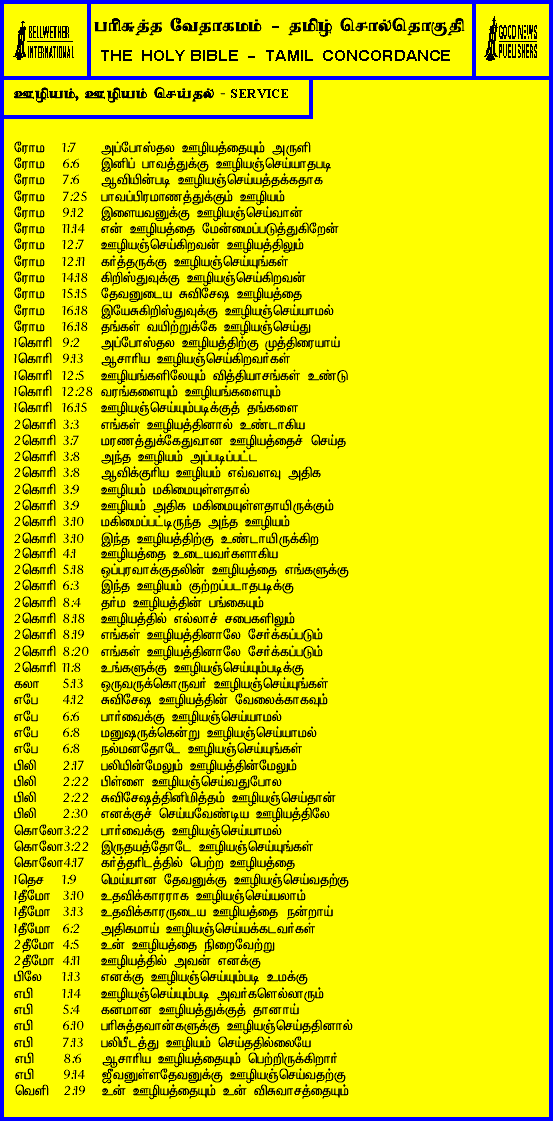 BELLWETHER
INTERNATIONAL
பரிசுத்த வேதாகமம் - தமிழ் சொல்தொகுதி
THE HOLY BIBLE - TAMIL CONCORDANCE
GOOD NEWS
PUBLISHERS
ஊழியம், ஊழியம் செய்தல் - SERVICE
ரோம 1:7 அப்போஸ்தல ஊழியத்தையும் அருளி
ரோம 6:6 இனிப் பாவத்துக்கு ஊழியஞ்செய்யாதபடி
ரோம 7:6 ஆவியின்படி ஊழியஞ்செய்யத்தக்கதாக
ரோம 7:25 பாவப்பிரமாணத்துக்கும் ஊழியம்
ரோம 9:12 இளையவனுக்கு ஊழியஞ்செய்வான்
ரோம 11:14 என் ஊழியத்தை மேன்மைப்படுத்துகிறேன்
ரோம 12:7 ஊழியஞ்செய்கிறவன் ஊழியத்திலும்
ரோம 12:11 கர்த்தருக்கு ஊழியஞ்செய்யுங்கள்
ரோம 14:18 கிறிஸ்துவுக்கு ஊழியஞ்செய்கிறவன்
ரோம 15:15 தேவனுடைய சுவிசேஷ ஊழியத்தை
ரோம 16:18 இயேசுகிறிஸ்துவுக்கு ஊழியஞ்செய்யாமல்
ரோம 16:18 தங்கள் வயிற்றுக்கே ஊழியஞ்செய்து
1கொரி 9:2 அப்போஸ்தல ஊழியத்திற்கு முத்திரையாய்
1கொரி 9:13 ஆசாரிய ஊழியஞ்செய்கிறவர்கள்
1கொரி 12:5 ஊழியங்களிலேயும் வித்தியாசங்கள் உண்டு
1கொரி 12:28 வரங்களையும் ஊழியங்களையும்
1கொரி 16:15 ஊழியஞ்செய்யும்படிக்குத் தங்களை
2கொரி 3:3 எங்கள் ஊழியத்தினால் உண்டாகிய
2கொரி 3:7 மரணத்துக்கேதுவான ஊழியத்தைச் செய்த
2கொரி 3:8 அந்த ஊழியம் அப்படிப்பட்ட
2கொரி 3:8 ஆவிக்குரிய ஊழியம் எவ்வளவு அதிக
2கொரி 3:9 ஊழியம் மகிமையுள்ளதால்
2கொரி 3:9 ஊழியம் அதிக மகிமையுள்ளதாயிருக்கும்
2கொரி 3:10 மகிமைப்பட்டிருந்த அந்த ஊழியம்
2கொரி 3:10 இந்த ஊழியத்திற்கு உண்டாயிருக்கிற
2கொரி 4:1 ஊழியத்தை உடையவர்களாகிய
2கொரி 5:18 ஒப்புரவாக்குதலின் ஊழியத்தை எங்களுக்கு
2கொரி 6:3 இந்த ஊழியம் குற்றப்படாதபடிக்கு
2கொரி 8:4 தர்ம ஊழியத்தின் பங்கையும்
2கொரி 8:18 ஊழியத்தில் எல்லாச் சபைகளிலும்
2கொரி 8:19 எங்கள் ஊழியத்தினாலே சேர்க்கப்படும்
2கொரி 8:20 எங்கள் ஊழியத்தினாலே சேர்க்கப்படும்
2கொரி 11:8 உங்களுக்கு ஊழியஞ்செய்யும்படிக்கு
கலா 5:13 ஒருவருக்கொருவர் ஊழியஞ்செய்யுங்கள்
எபே 4:12 சுவிசேஷ ஊழியத்தின் வேலைக்காகவும்
எபே 6:6 பார்வைக்கு ஊழியஞ்செய்யாமல்
எபே 6:8 மனுஷருக்கென்று ஊழியஞ்செய்யாமல்
எபே 6:8 நல்மனதோடே ஊழியஞ்செய்யுங்கள்
பிலி 2:17 பலியின்மேலும் ஊழியத்தின்மேலும்
பிலி 2:22 பிள்ளை ஊழியஞ்செய்வதுபோல
பிலி 2:22 சுவிசேஷத்தினிமித்தம் ஊழியஞ்செய்தான்
பிலி 2:30 எனக்குச் செய்யவேண்டிய ஊழியத்திலே
கொலோ3:22 பார்வைக்கு ஊழியஞ்செய்யாமல்
கொலோ3:22 இருதயத்தோடே ஊழியஞ்செய்யுங்கள்
கொலோ4:17 கர்த்தரிடத்தில் பெற்ற ஊழியத்தை
1தெச 1:9 மெய்யான தேவனுக்கு ஊழியஞ்செய்வதற்கு
1தீமோ 3:10 உதவிக்காரராக ஊழியஞ்செய்யலாம்
1தீமோ 3:13 உதவிக்காரருடைய ஊழியத்தை நன்றாய்
1தீமோ 6:2 அதிகமாய் ஊழியஞ்செய்யக்கடவர்கள்
2தீமோ 4:5 உன் ஊழியத்தை நிறைவேற்று
2தீமோ 4:11 ஊழியத்தில் அவன் எனக்கு
பிலே 1:13 எனக்கு ஊழியஞ்செய்யும்படி உமக்கு
எபி 1:14 ஊழியஞ்செய்யும்படி அவர்களெல்லாரும்
எபி 5:4 கனமான ஊழியத்துக்குத் தானாய்
எபி 6:10 பரிசுத்தவான்களுக்கு ஊழியஞ்செய்ததினால்
எபி 7:13 பலிபீடத்து ஊழியம் செய்ததில்லையே
எபி 8:6 ஆசாரிய ஊழியத்தையும் பெற்றிருக்கிறார்
எபி 9:14 ஜீவனுள்ளதேவனுக்கு ஊழியஞ்செய்வதற்கு
வெளி 2:19 உன் ஊழியத்தையும் உன் விசுவாசத்தையும்